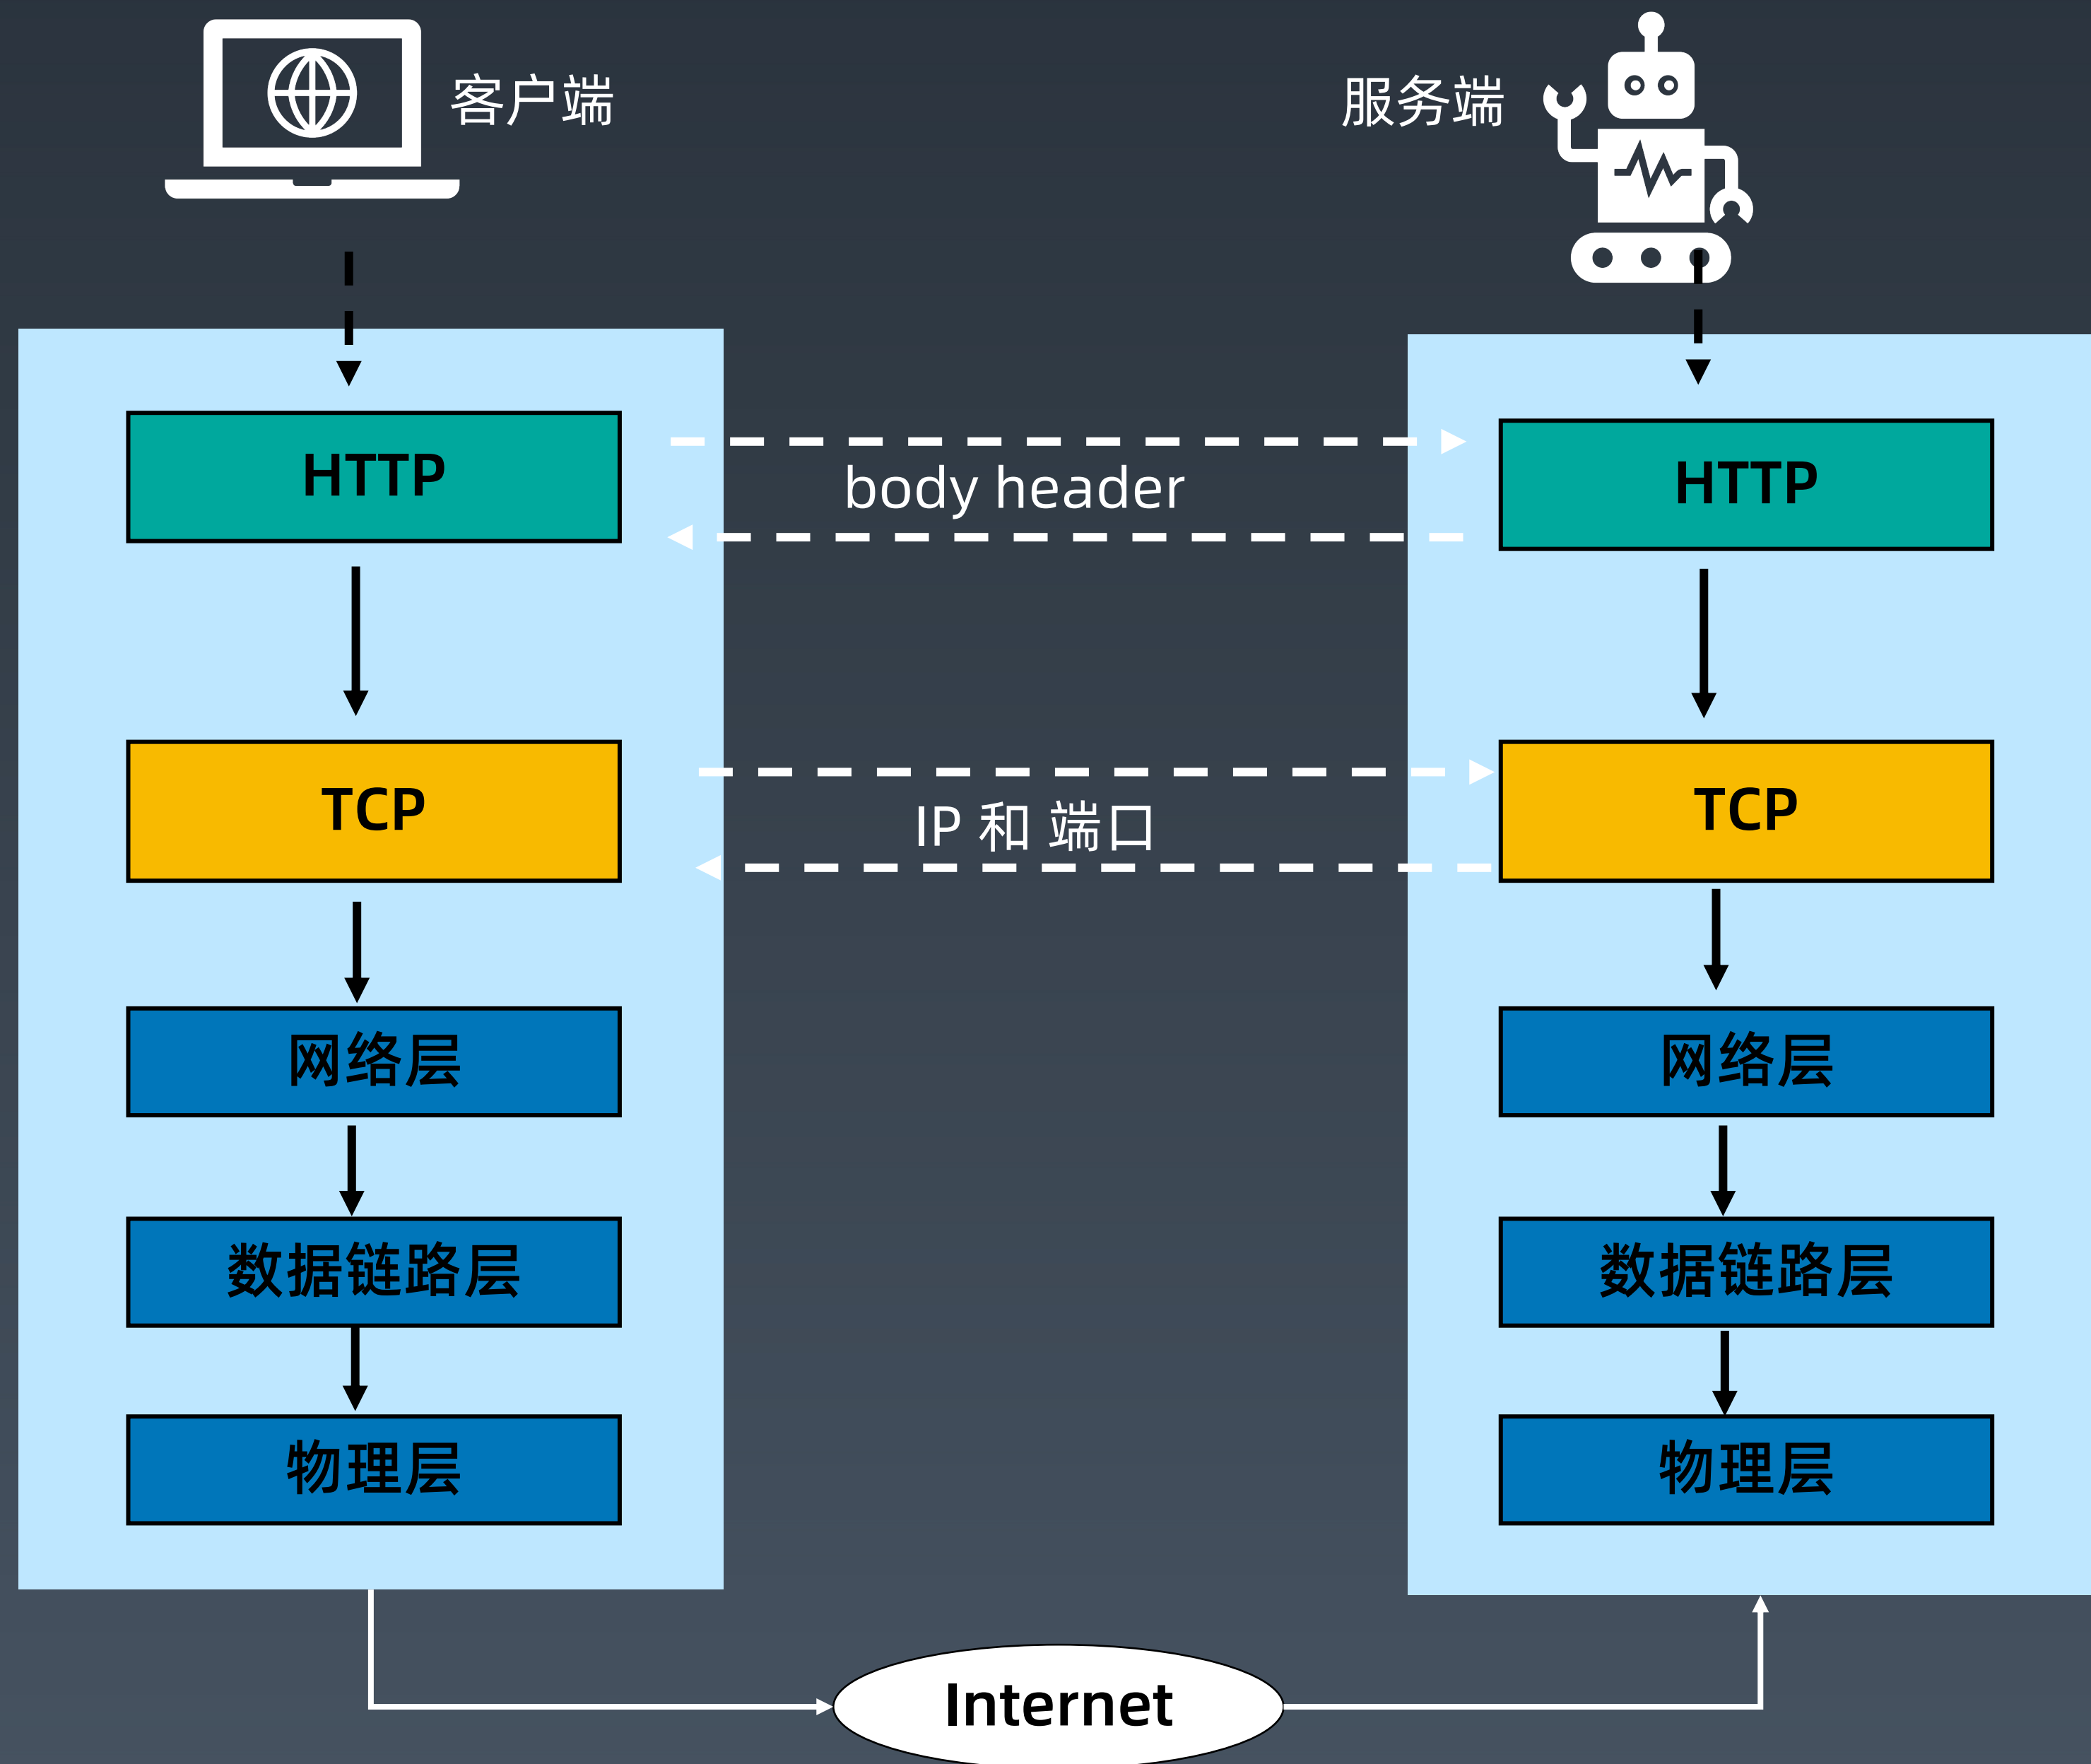 客户端
服务端
HTTP
body header
HTTP
TCP
IP 和 端口
TCP
网络层
网络层
数据链路层
数据链路层
物理层
物理层
Internet